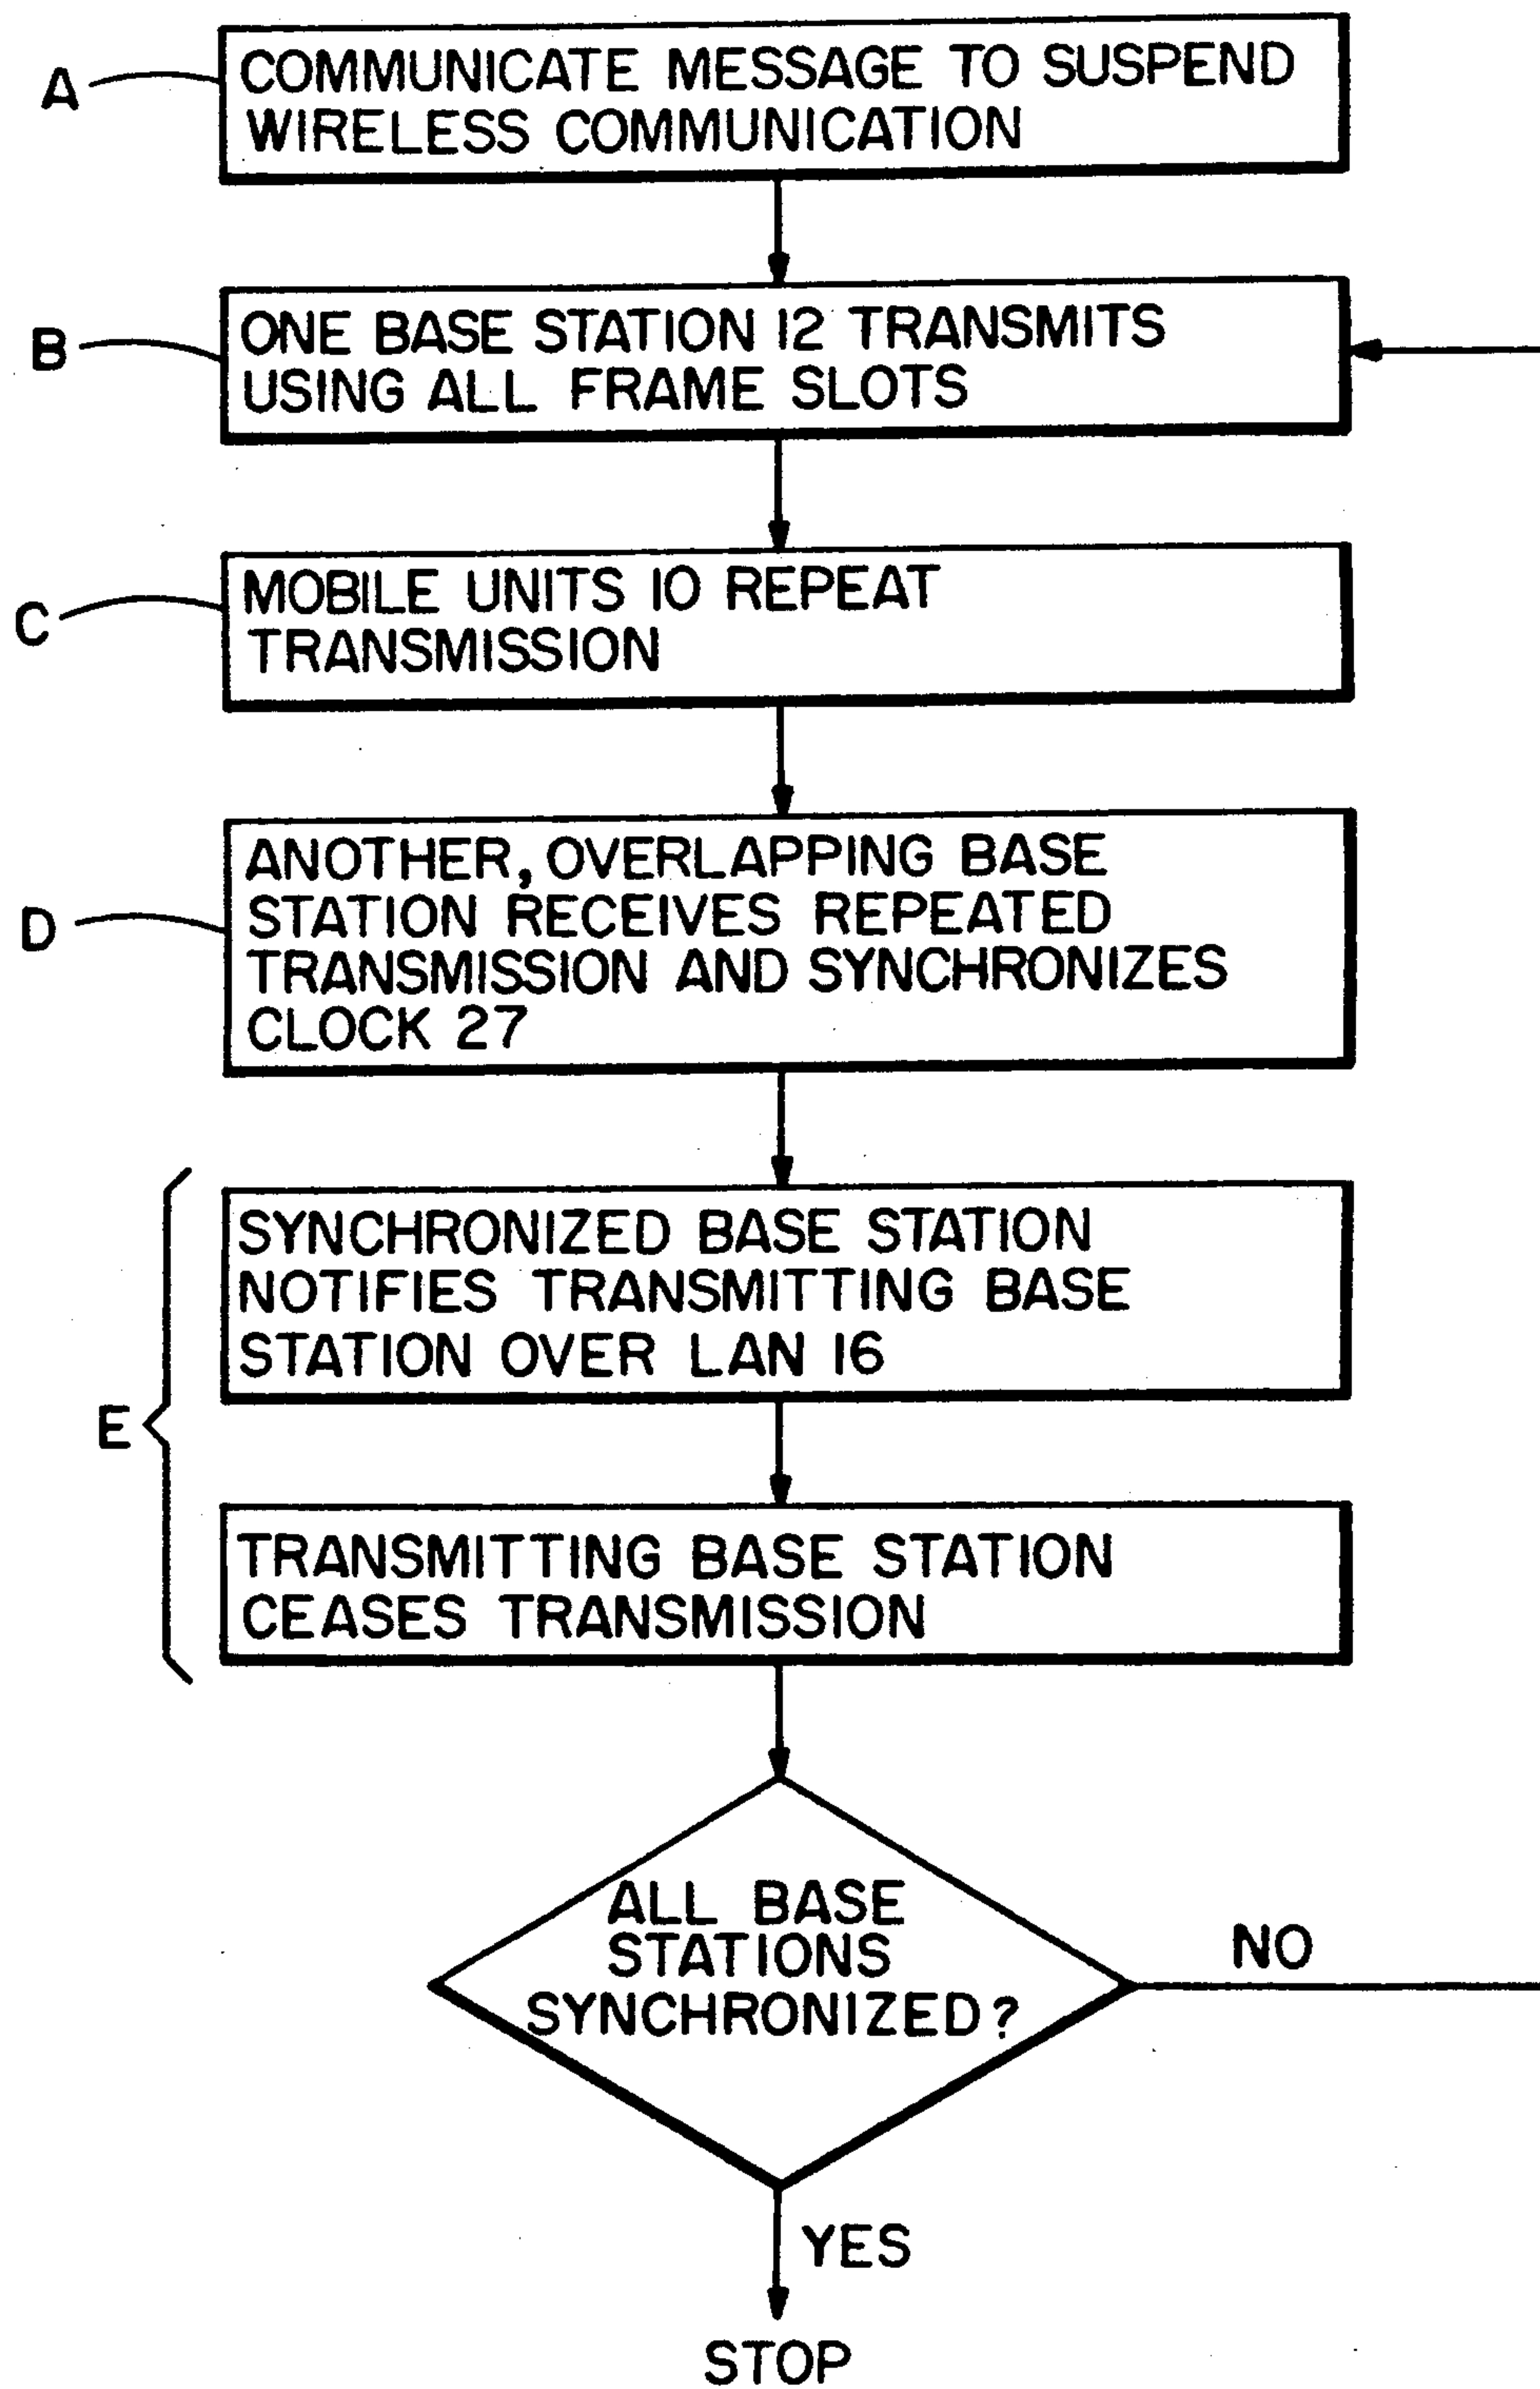 A
COMMUNICATE MESSAGE TO SUSPEND
WIRELESS COMMUNICATION
B
ONE BASE STATION 12 TRANSMITS
USING ALL FRAME SLOTS
C
MOBILE UNITS 10 REPEAT
TRANSMISSION
D
ANOTHER, OVERLAPPING BASE
STATION RECEIVES REPEATED
TRANSMISSION AND SYNCHRONIZES
CLOCK 27
E
SYNCHRONIZED BASE STATION
NOTIFIES TRANSMITTING BASE
STATION OVER LAN 16
TRANSMITTING BASE STATION
CEASES TRANSMISSION
ALL BASE
STATIONS
SYNCHRONIZED?
NO
YES
STOP